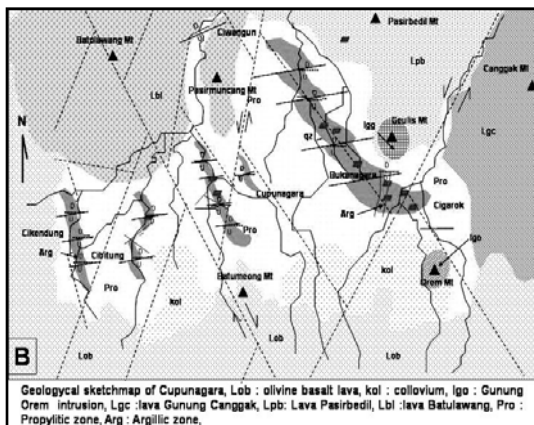 Pasirbedil Mt
Ciwangun
Batulawang Mt
Canggak Mt
Lpb
Pasirmuncang Mt
Lbl
Pro
Igg
Geulis Mt
Lgc
N
qz
Bukanagara
Pro
Cupunagara
Cigarok
Arg
Cikendung
Pro
Igo
Arg
Cibitung
kol
Orem Mt
Pro
kol
Batumeong Mt
B
Lob
Lob
Lob
Geologycal sketchmap of Cupunagara, Lob : olivine basalt lava, kol : collovium, Igo : Gunung
Orem intrusion, Lgc :lava Gunung Canggak, Lpb: Lava Pasirbedil, Lbl :lava Batulawang, Pro :
Propylitic zone, Arg : Argillic zone,